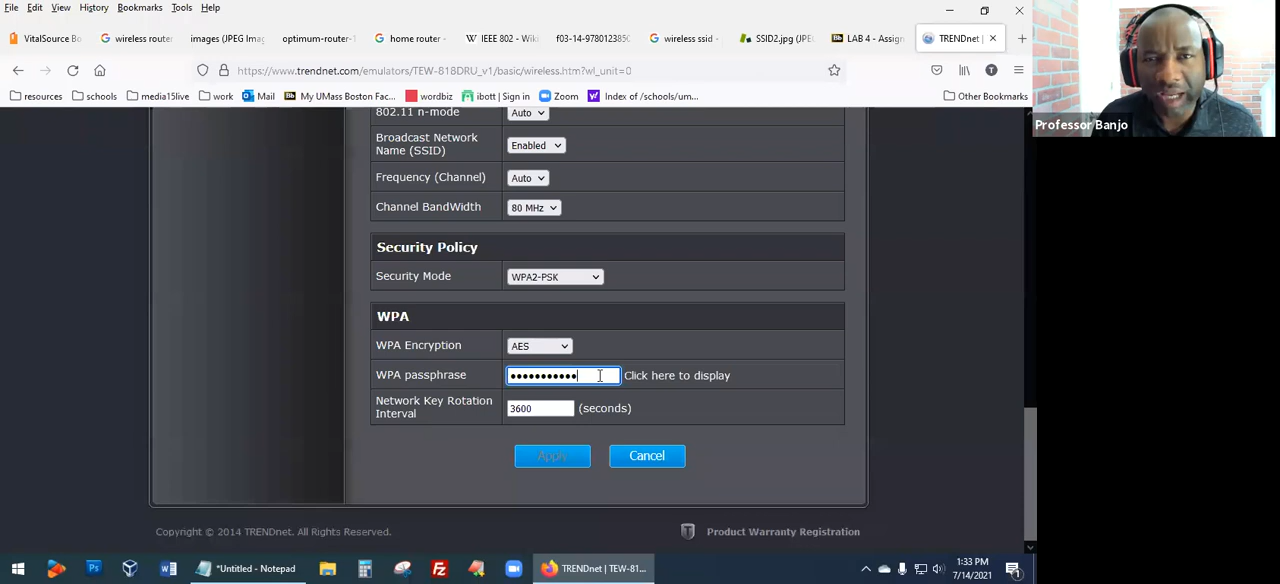 File Edit View History Bookmarks Tools Help
VitalSource Bo wireless router images (JPEG Ima optimum-router-1 home router - IEEE 802 - Wiki f03-14-9780123850 wireless ssid - SSID2.jpg (JPE LAB 4 – Assign TRENDnet |
https://www.trendnet.com/emulators/TEW-818DRU_v1/basic/wireless.htm?wl_unit=0
resources schools media15live work Mail My UMass Boston Fac... wordbiz ibott | Sign in Zoom Index of /schools/um... Other Bookmarks
Professor Banjo
802.11 n-mode Auto
Broadcast Network
Name (SSID) Enabled
Frequency (Channel) Auto
Channel BandWidth 80 MHz
Security Policy
Security Mode WPA2-PSK
WPA
WPA Encryption AES
WPA passphrase ●●●●●●●●●●● Click here to display
Network Key Rotation
Interval 3600 (seconds)
Apply Cancel
Copyright © 2014 TRENDnet. All Rights Reserved. Product Warranty Registration
*Untitled - Notepad TRENDnet | TEW-81... 1:33 PM
7/14/2021